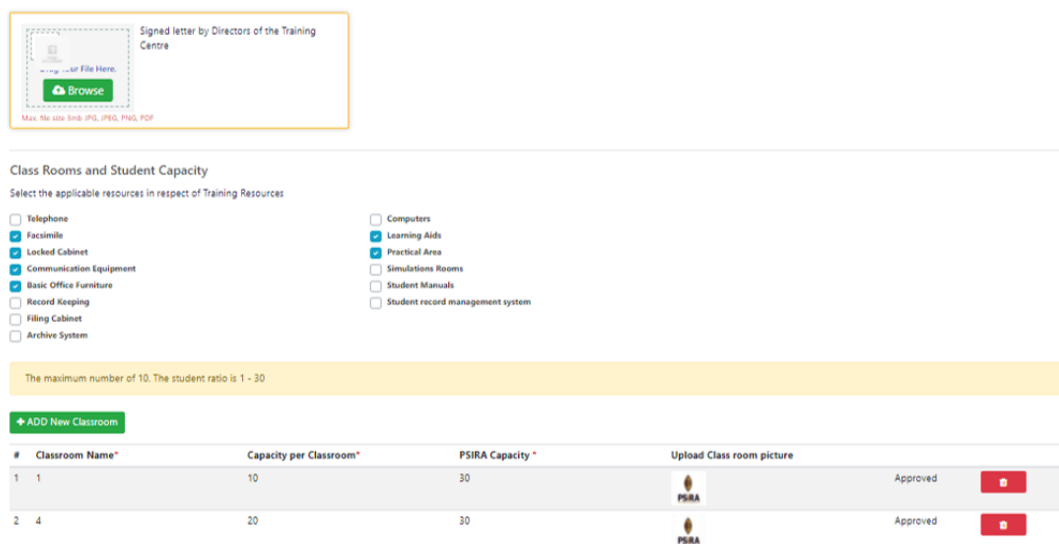 Signed letter by Directors of the Training
Centre
Your File Here.
Browse
Max. file size 5mb JPG, JPEG, PNG, PDF
Class Rooms and Student Capacity
Select the applicable resources in respect of Training Resources
Telephone
Facsimile
Locked Cabinet
Communication Equipment
Basic Office Furniture
Record Keeping
Filing Cabinet
Archive System
Computers
Learning Aids
Practical Area
Simulations Rooms
Student Manuals
Student record management system
The maximum number of 10. The student ratio is 1 - 30
+ ADD New Classroom
# Classroom Name* Capacity per Classroom* PSIRA Capacity * Upload Class room picture
1 1 10 30 PSiRA Approved
2 4 20 30 PSiRA Approved